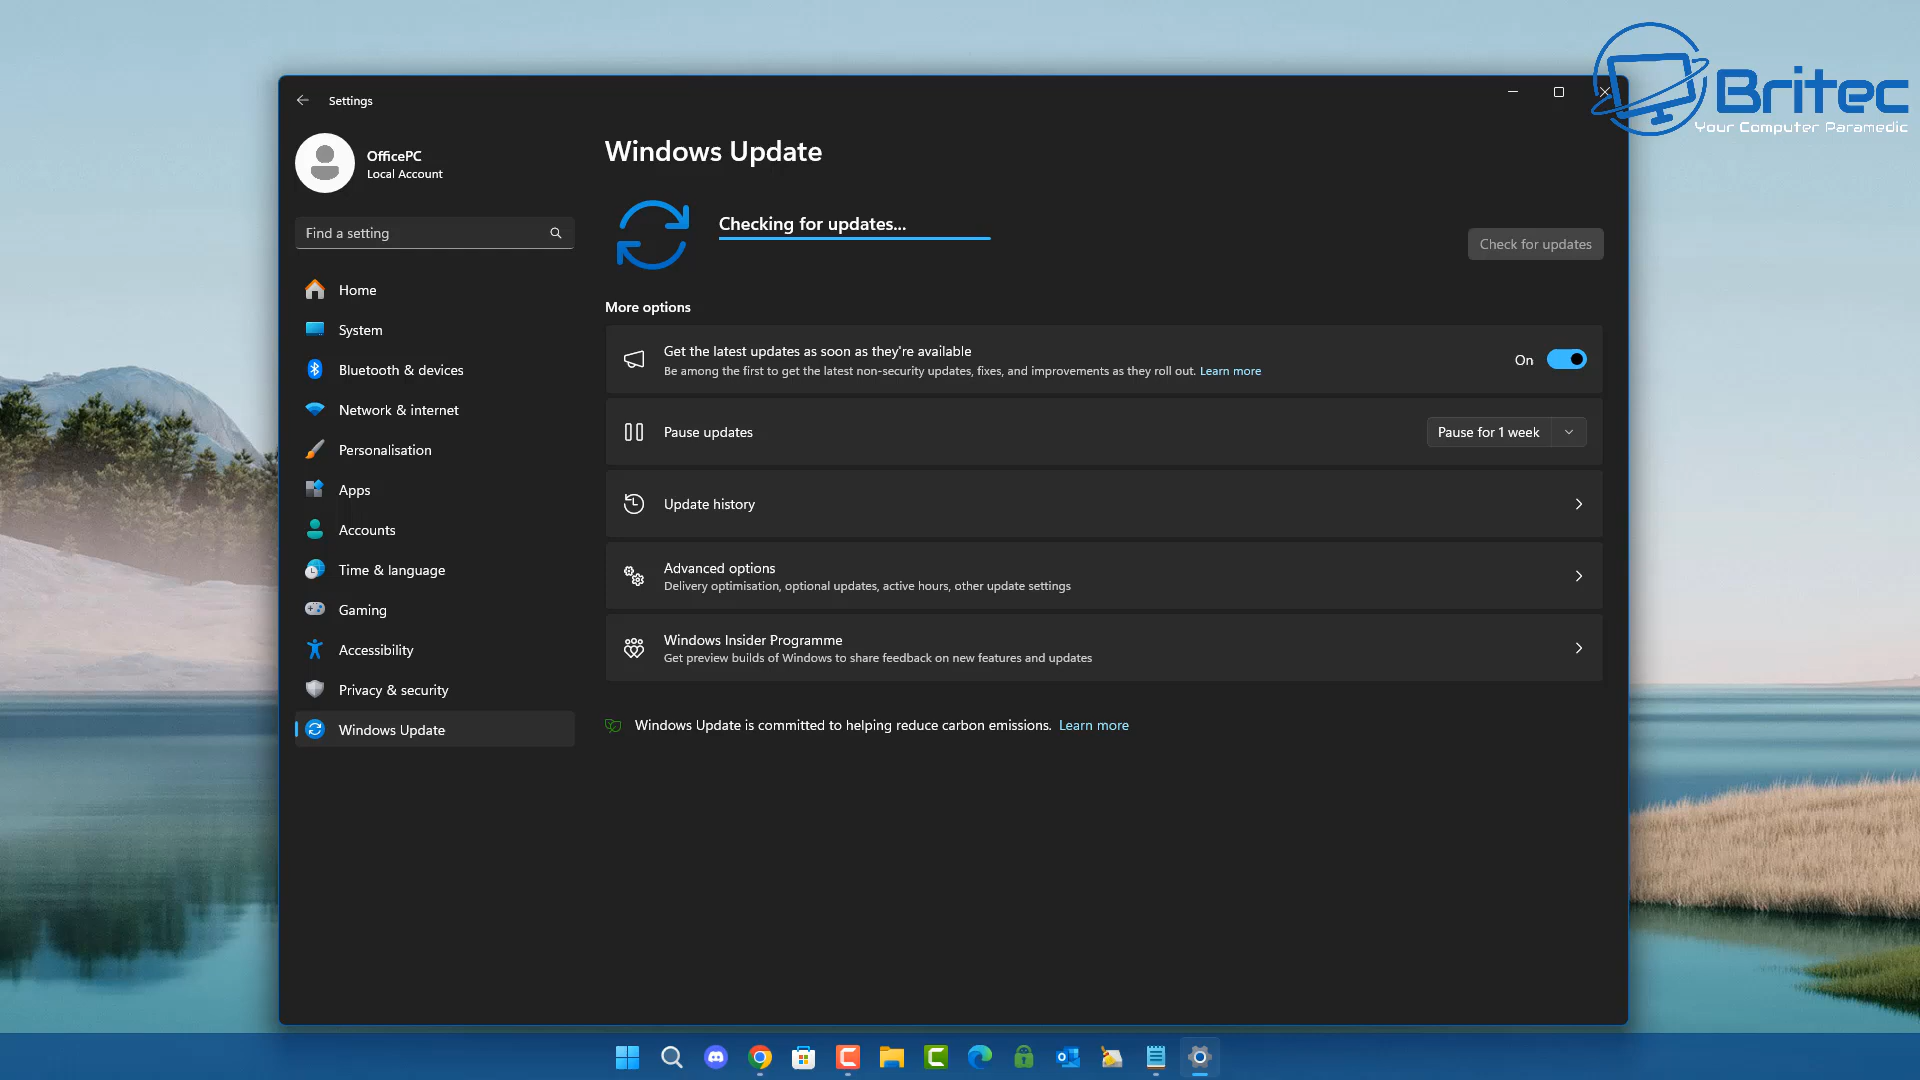 Britec
Your Computer Paramedic
Settings
OfficePC
Local Account
Find a setting
Home
System
Bluetooth & devices
Network & internet
Personalisation
Apps
Accounts
Time & language
Gaming
Accessibility
Privacy & security
Windows Update
Windows Update
Checking for updates...
Check for updates
More options
Get the latest updates as soon as they're available
Be among the first to get the latest non-security updates, fixes, and improvements as they roll out. Learn more
On
Pause updates
Pause for 1 week
Update history
Advanced options
Delivery optimisation, optional updates, active hours, other update settings
Windows Insider Programme
Get preview builds of Windows to share feedback on new features and updates
Windows Update is committed to helping reduce carbon emissions. Learn more